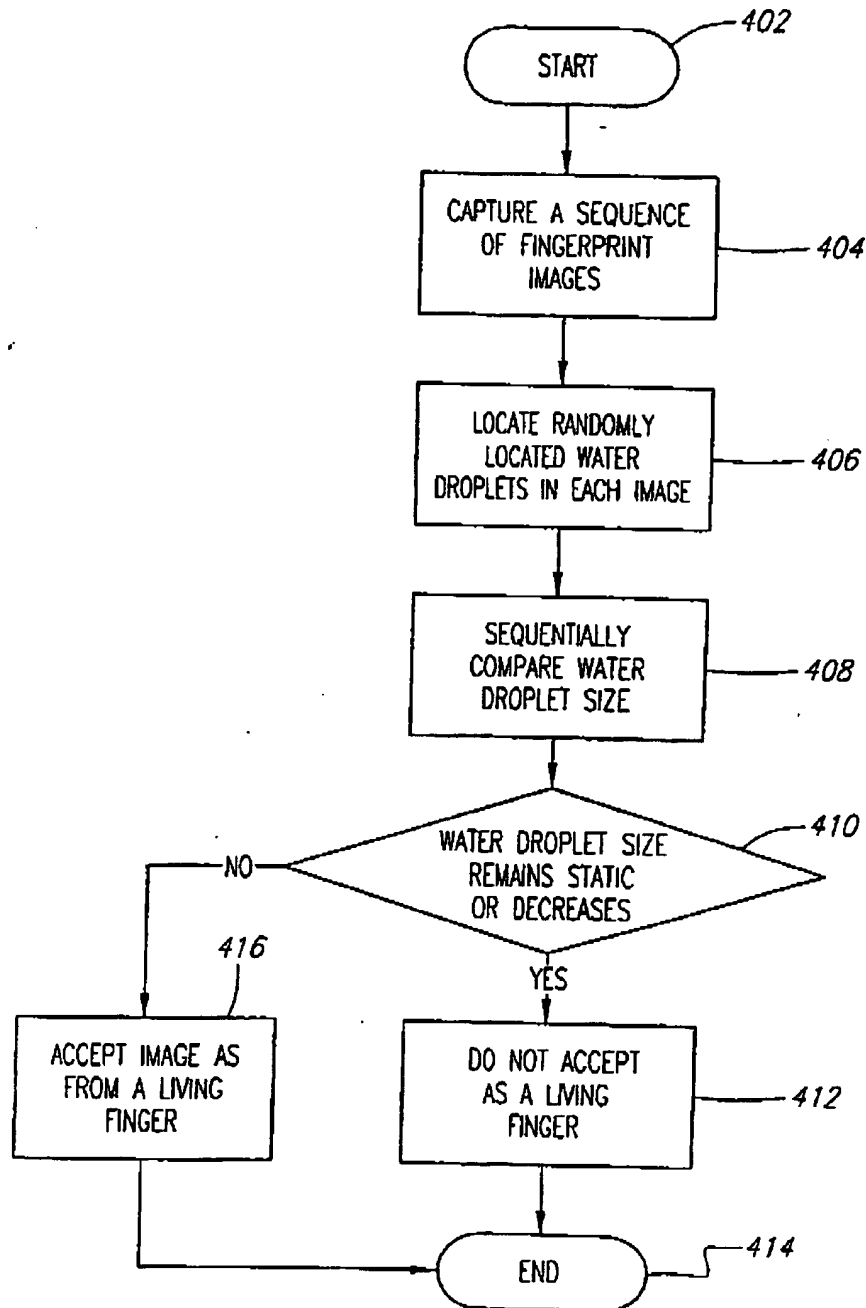 402
START
CAPTURE A SEQUENCE
OF FINGERPRINT
IMAGES
404
LOCATE RANDOMLY
LOCATED WATER
DROPLETS IN EACH IMAGE
406
SEQUENTIALLY
COMPARE WATER
DROPLET SIZE
408
410
WATER DROPLET SIZE
REMAINS STATIC
OR DECREASES
NO
YES
416
ACCEPT IMAGE AS
FROM A LIVING
FINGER
DO NOT ACCEPT
AS A LIVING
FINGER
412
END
414